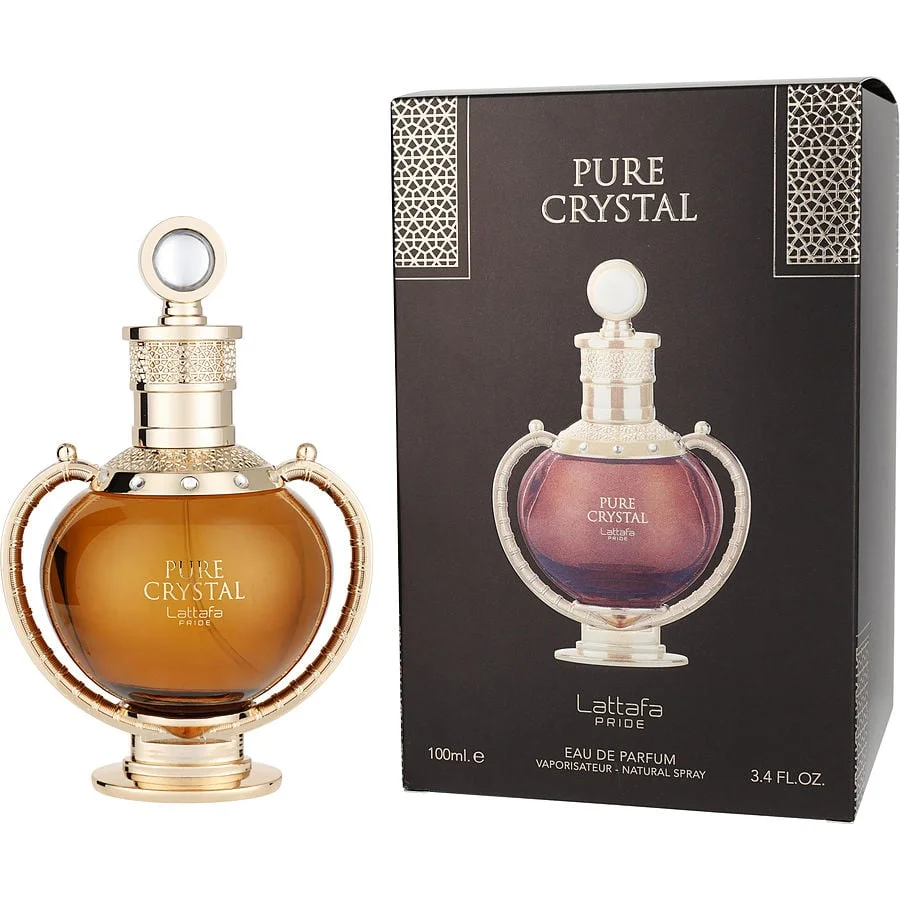 PURE
CRYSTAL
Lattafa
PRIDE
PURE
CRYSTAL
PURE
CRYSTAL
Lattafa
PRIDE
Lattafa
PRIDE
100ml. e
EAU DE PARFUM
VAPORISATEUR - NATURAL SPRAY
3.4 FL.OZ.